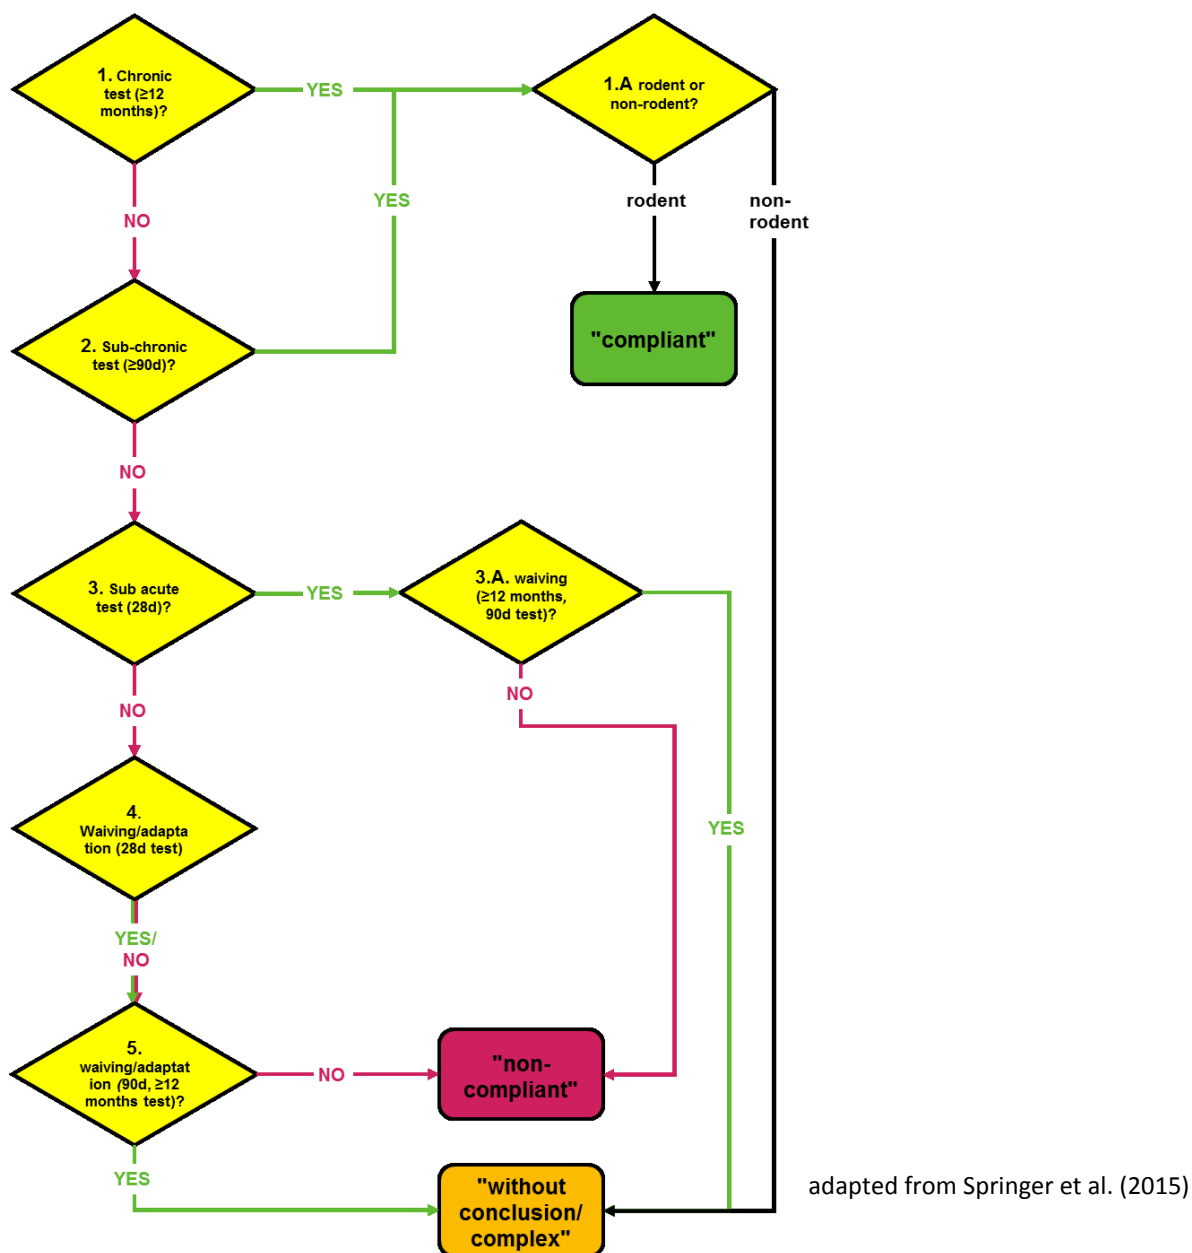 1. Chronic
test (≥12
months)?
YES
1.A rodent or
non-rodent?
NO
YES
rodent
non-
rodent
2. Sub-chronic
test (≥90d)?
"compliant"
NO
3. Sub acute
test (28d)?
YES
3.A. waiving
(≥12 months,
90d test)?
NO
NO
4.
Waiving/adapta
tion (28d test)
YES
YES/
NO
5.
waiving/adaptat
ion (90d, ≥12
months test)?
NO
"non-
compliant"
YES
"without
conclusion/
complex"
adapted from Springer et al. (2015)